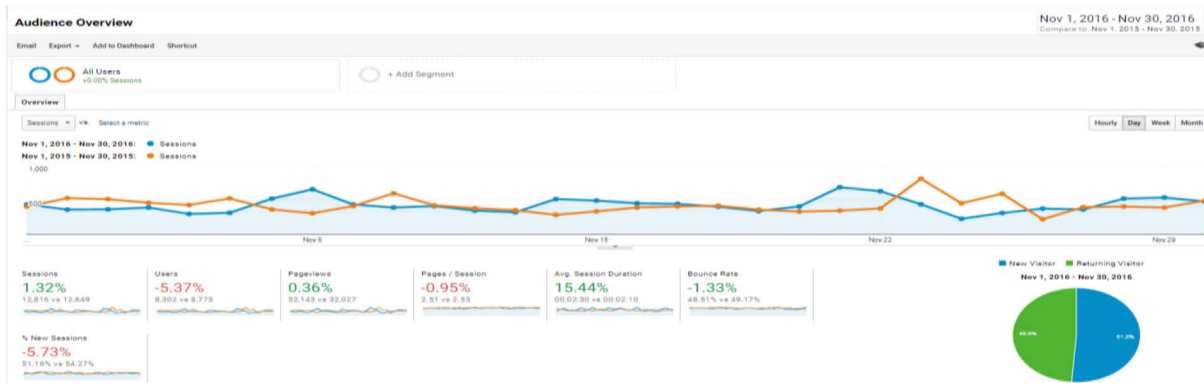 Audience Overview
Nov 1, 2016 - Nov 30, 2016
Compare to: Nov 1, 2015 - Nov 30, 2015
Email Export Add to Dashboard Shortcut
All Users
+0.00% Sessions
+ Add Segment
Overview
Sessions vs. Select a metric
Hourly Day Week Month
Nov 1, 2016 - Nov 30, 2016: Sessions
Nov 1, 2015 - Nov 30, 2015: Sessions
1,000
500
...
Nov 8 Nov 15 Nov 22 Nov 29
New Visitor Returning Visitor
Nov 1, 2016 - Nov 30, 2016
Sessions
1.32%
12,816 vs 12,649
Users
-5.37%
8,302 vs 8,773
Pageviews
0.36%
32,143 vs 32,027
Pages / Session
-0.95%
2.51 vs 2.53
Avg. Session Duration
15.44%
00:02:30 vs 00:02:10
Bounce Rate
-1.33%
48.51% vs 49.17%
% New Sessions
-5.73%
51.16% vs 54.27%